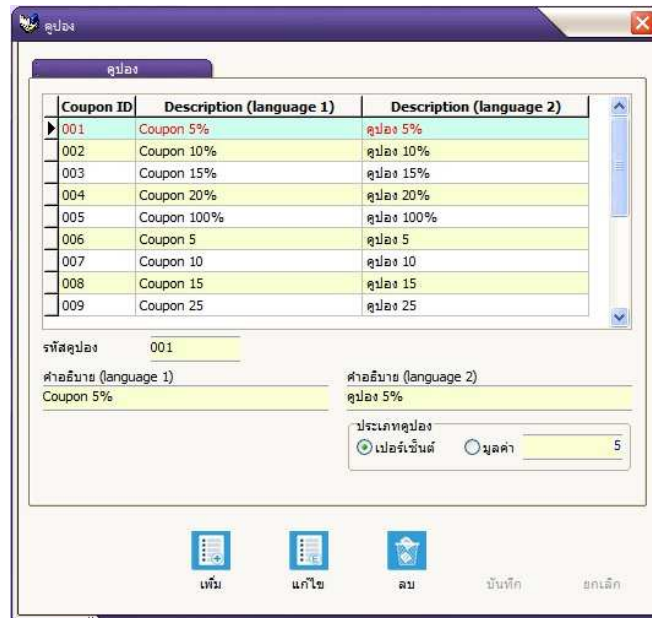 คูปอง
คูปอง
Coupon ID Description (language 1) Description (language 2)
001 Coupon 5% คูปอง 5%
002 Coupon 10% คูปอง 10%
003 Coupon 15% คูปอง 15%
004 Coupon 20% คูปอง 20%
005 Coupon 100% คูปอง 100%
006 Coupon 5 คูปอง 5
007 Coupon 10 คูปอง 10
008 Coupon 15 คูปอง 15
009 Coupon 25 คูปอง 25
รหัสคูปอง 001
คำอธิบาย (language 1) คำอธิบาย (language 2)
Coupon 5% คูปอง 5%
ประเภทคูปอง
เปอร์เซ็นต์ มูลค่า 5
เพิ่ม แก้ไข ลบ บันทึก ยกเลิก